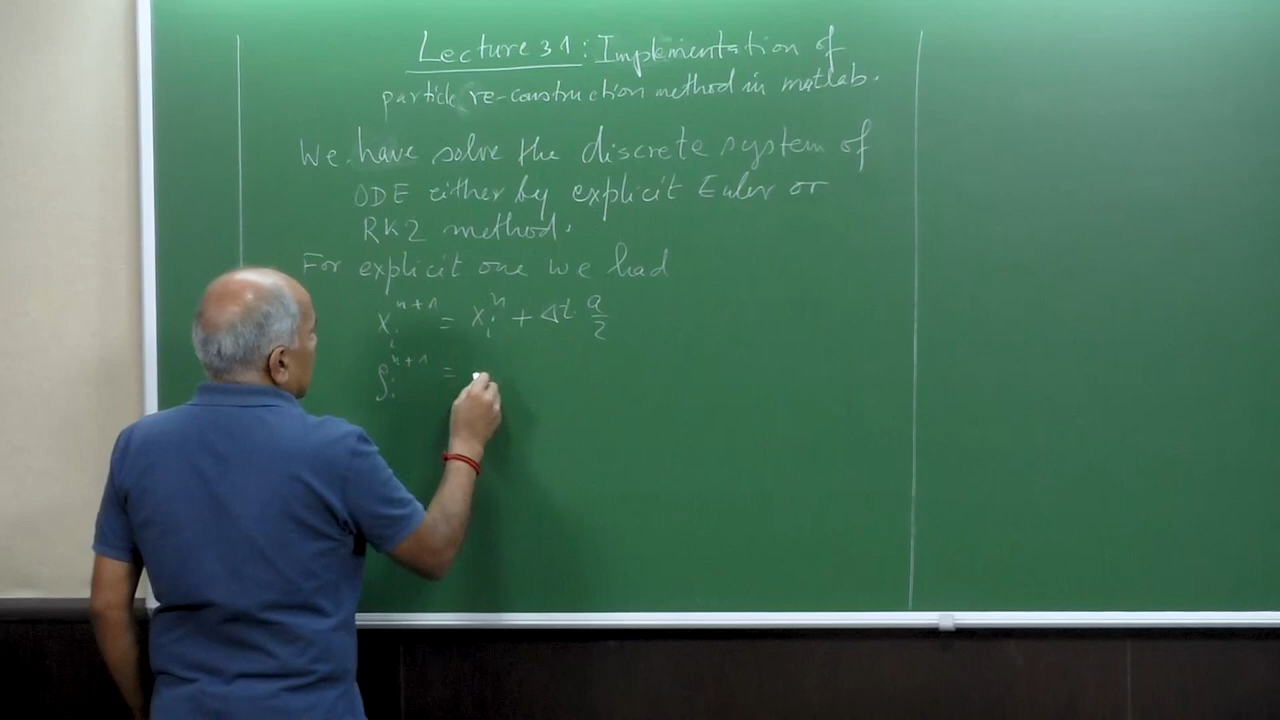 Lecture 31: Implementation of
particle re-construction method in matlab.
We have solve the discrete system of
ODE either by explicit Euler or
RK2 method.
For explicit one we had
x_i^{n+1} = x_i^n + Δt a/2
ρ_i^{n+1} =